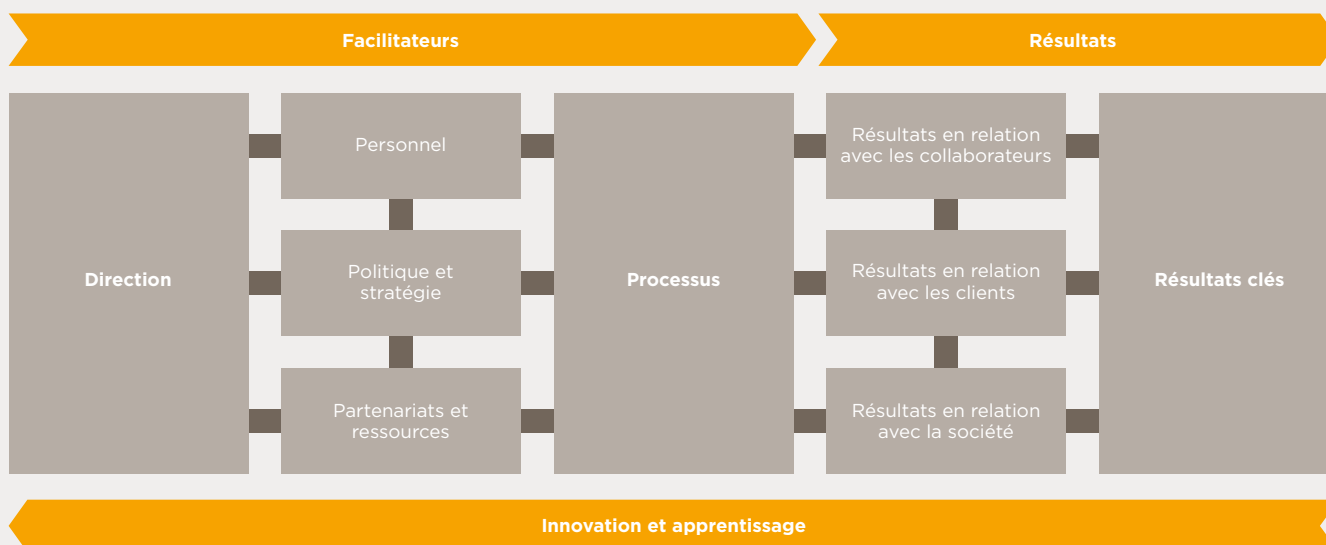 Facilitateurs
Résultats
Direction
Personnel
Politique et
stratégie
Partenariats et
ressources
Processus
Résultats en relation
avec les collaborateurs
Résultats en relation
avec les clients
Résultats en relation
avec la société
Résultats clés
Innovation et apprentissage